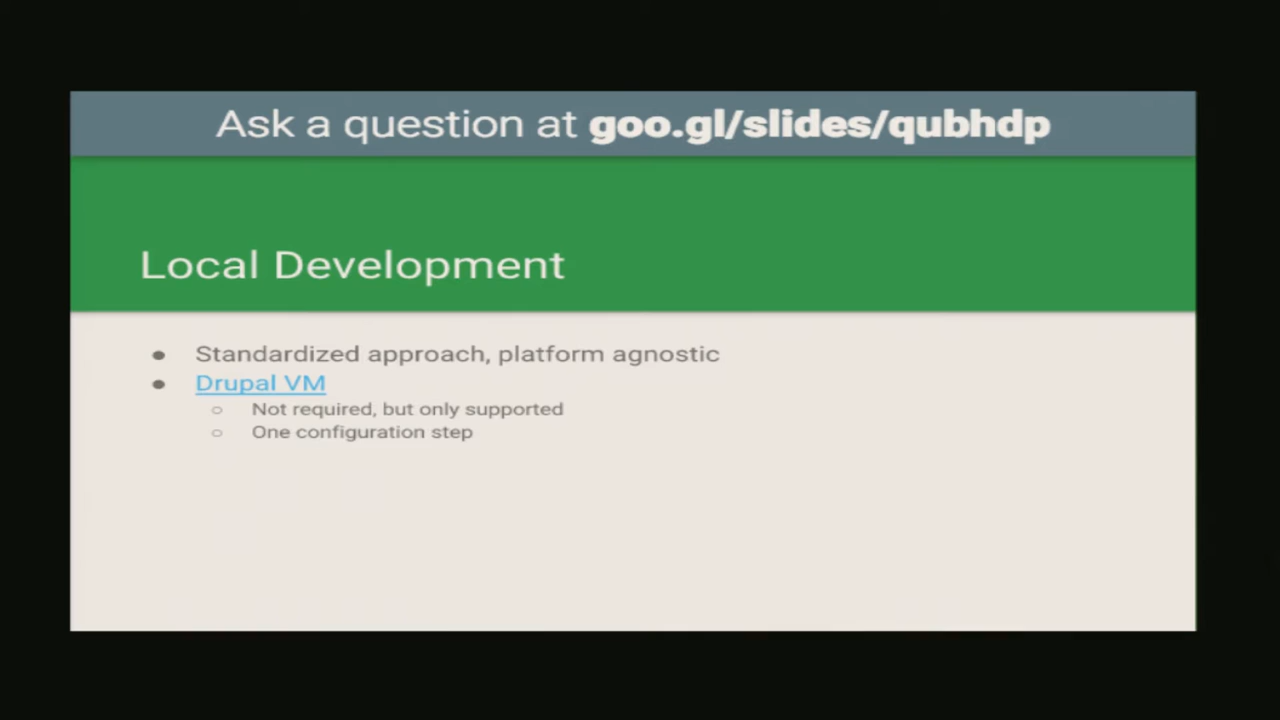 Ask a question at goo.gl/slides/qubhdp
Local Development
● Standardized approach, platform agnostic
● Drupal VM
○ Not required, but only supported
○ One configuration step